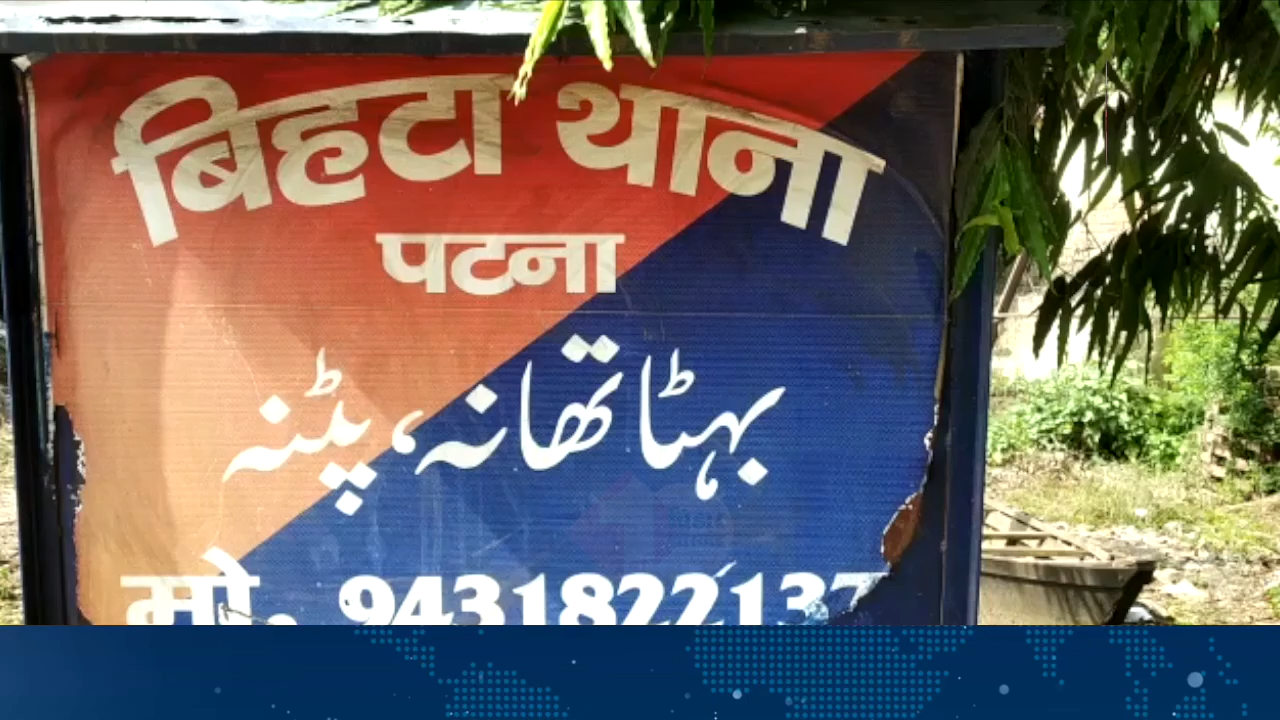 बिहटा थाना
पटना
بہٹا تھانہ، پٹنہ
मो. 9431822137